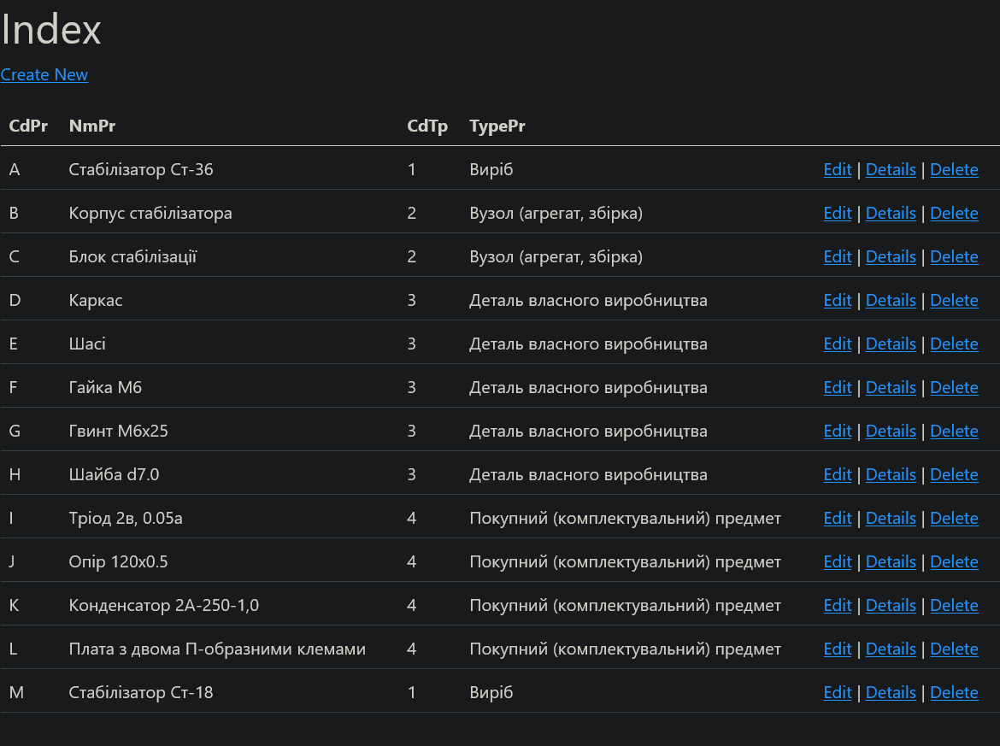 Index
Create New
CdPr NmPr CdTp TypePr
A Стабілізатор Ст-36 1 Виріб Edit | Details | Delete
B Корпус стабілізатора 2 Вузол (агрегат, збірка) Edit | Details | Delete
C Блок стабілізації 2 Вузол (агрегат, збірка) Edit | Details | Delete
D Каркас 3 Деталь власного виробництва Edit | Details | Delete
E Шасі 3 Деталь власного виробництва Edit | Details | Delete
F Гайка М6 3 Деталь власного виробництва Edit | Details | Delete
G Гвинт М6х25 3 Деталь власного виробництва Edit | Details | Delete
H Шайба d7.0 3 Деталь власного виробництва Edit | Details | Delete
I Тріод 2в, 0.05а 4 Покупний (комплектувальний) предмет Edit | Details | Delete
J Опір 120х0.5 4 Покупний (комплектувальний) предмет Edit | Details | Delete
K Конденсатор 2А-250-1,0 4 Покупний (комплектувальний) предмет Edit | Details | Delete
L Плата з двома П-образними клемами 4 Покупний (комплектувальний) предмет Edit | Details | Delete
M Стабілізатор Ст-18 1 Виріб Edit | Details | Delete